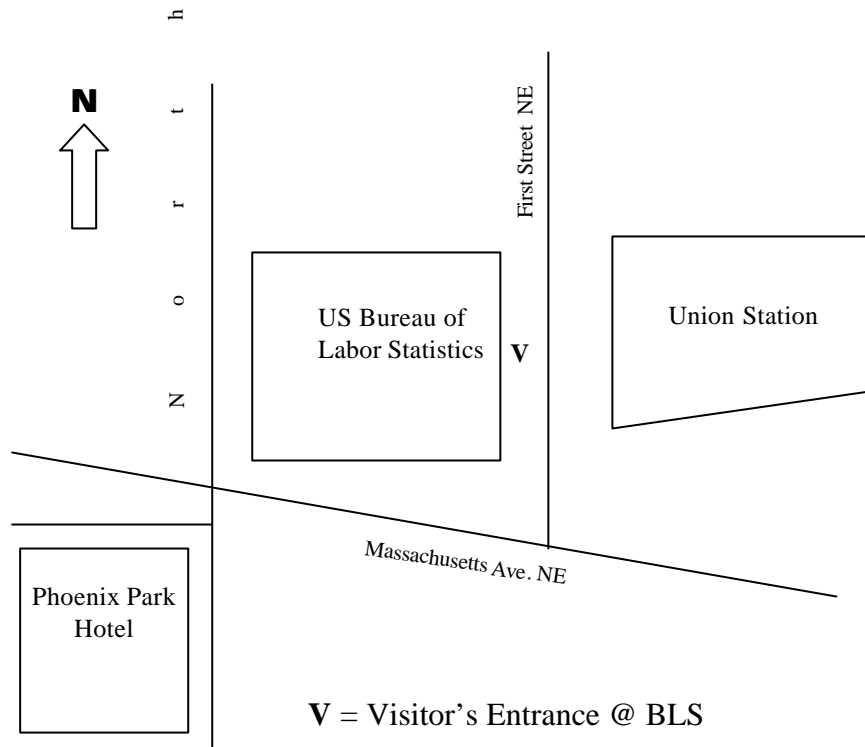 N
North
First Street NE
US Bureau of
Labor Statistics
V
Union Station
Massachusetts Ave. NE
Phoenix Park
Hotel
V = Visitor’s Entrance @ BLS